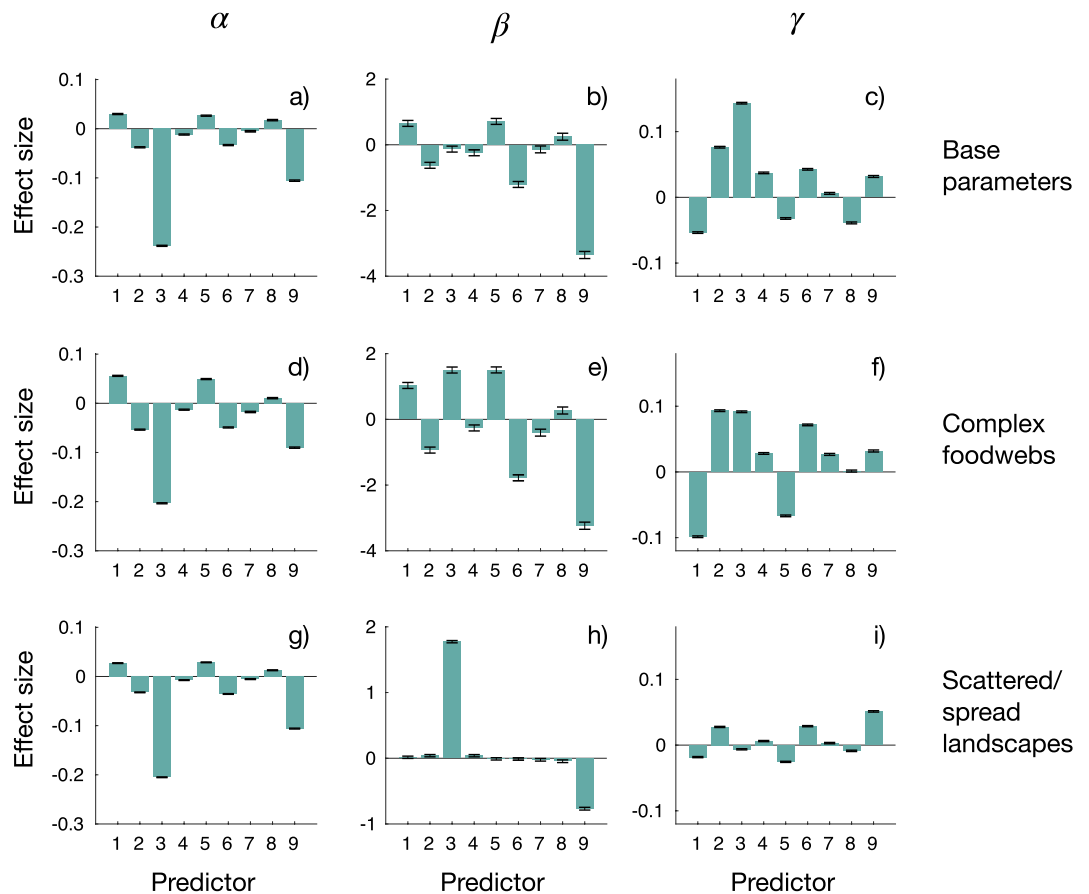 α β γ
a) b) c)
Effect size
0.1
0
-0.1
-0.2
-0.3
1 2 3 4 5 6 7 8 9
2
0
-2
-4
1 2 3 4 5 6 7 8 9
0.1
0
-0.1
1 2 3 4 5 6 7 8 9
Base
parameters
d) e) f)
Effect size
0.1
0
-0.1
-0.2
-0.3
1 2 3 4 5 6 7 8 9
2
0
-2
-4
1 2 3 4 5 6 7 8 9
0.1
0
-0.1
1 2 3 4 5 6 7 8 9
Complex
foodwebs
g) h) i)
Effect size
0.1
0
-0.1
-0.2
-0.3
1 2 3 4 5 6 7 8 9
2
1
0
-1
1 2 3 4 5 6 7 8 9
0.1
0
-0.1
1 2 3 4 5 6 7 8 9
Scattered/
spread
landscapes
Predictor Predictor Predictor